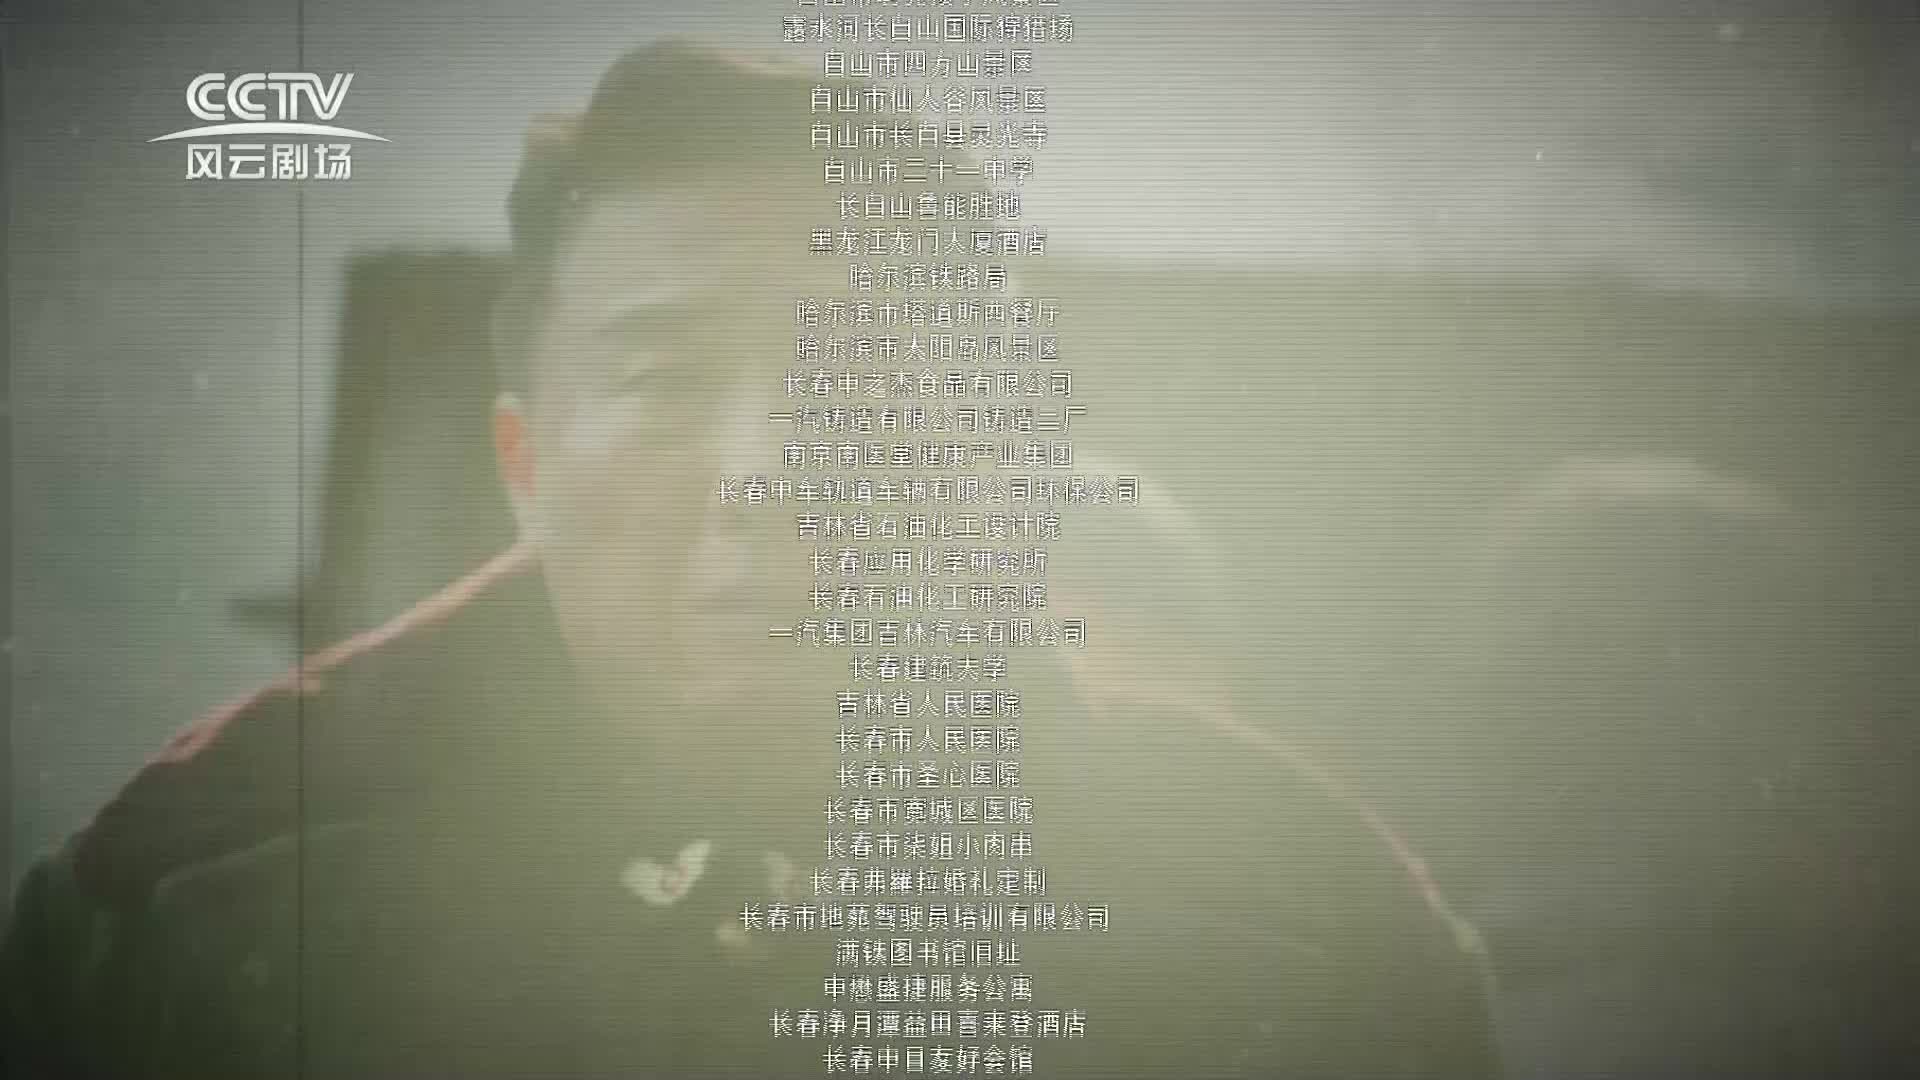 CCTV
风云剧场
露水河长白山国际狩猎场
白山市四方山景区
白山市仙人谷风景区
白山市长白县灵光寺
白山市二十一中学
长白山鲁能胜地
黑龙江龙门大厦酒店
哈尔滨铁路局
哈尔滨市塔道斯西餐厅
哈尔滨市太阳岛风景区
长春中之杰食品有限公司
一汽铸造有限公司铸造二厂
南京南医堂健康产业集团
长春中车轨道车辆有限公司环保公司
吉林省石油化工设计院
长春应用化学研究所
长春石油化工研究院
一汽集团吉林汽车有限公司
长春建筑大学
吉林省人民医院
长春市人民医院
长春市圣心医院
长春市宽城区医院
长春市柒姐小肉串
长春弗羅拉婚礼定制
长春市地苑驾驶员培训有限公司
满铁图书馆旧址
中懋盛捷服务公寓
长春净月潭益田喜来登酒店
长春中日友好会馆